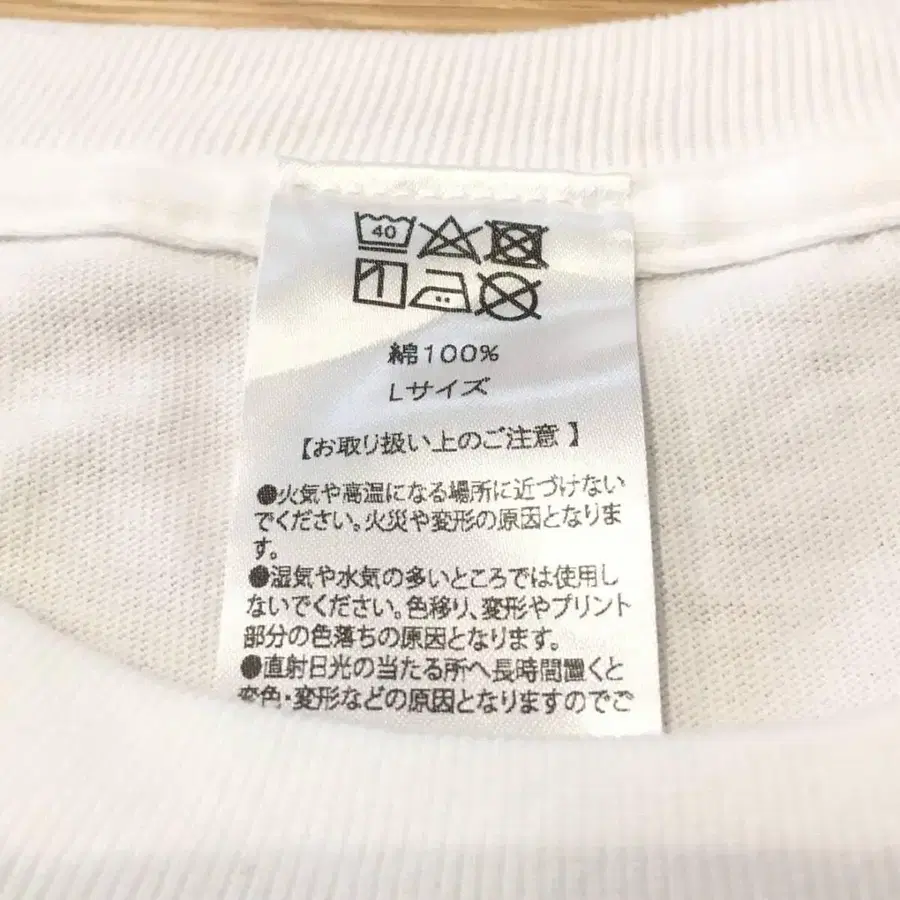 40
綿100%
Lサイズ
【お取り扱い上のご注意】
●火気や高温になる場所に近づけない
でください。火災や変形の原因となりま
す。
●湿気や水気の多いところでは使用し
ないでください。色移り、変形やプリント
部分の色落ちの原因となります。
●直射日光の当たる所へ長時間置くと
変色・変形などの原因となりますのでご